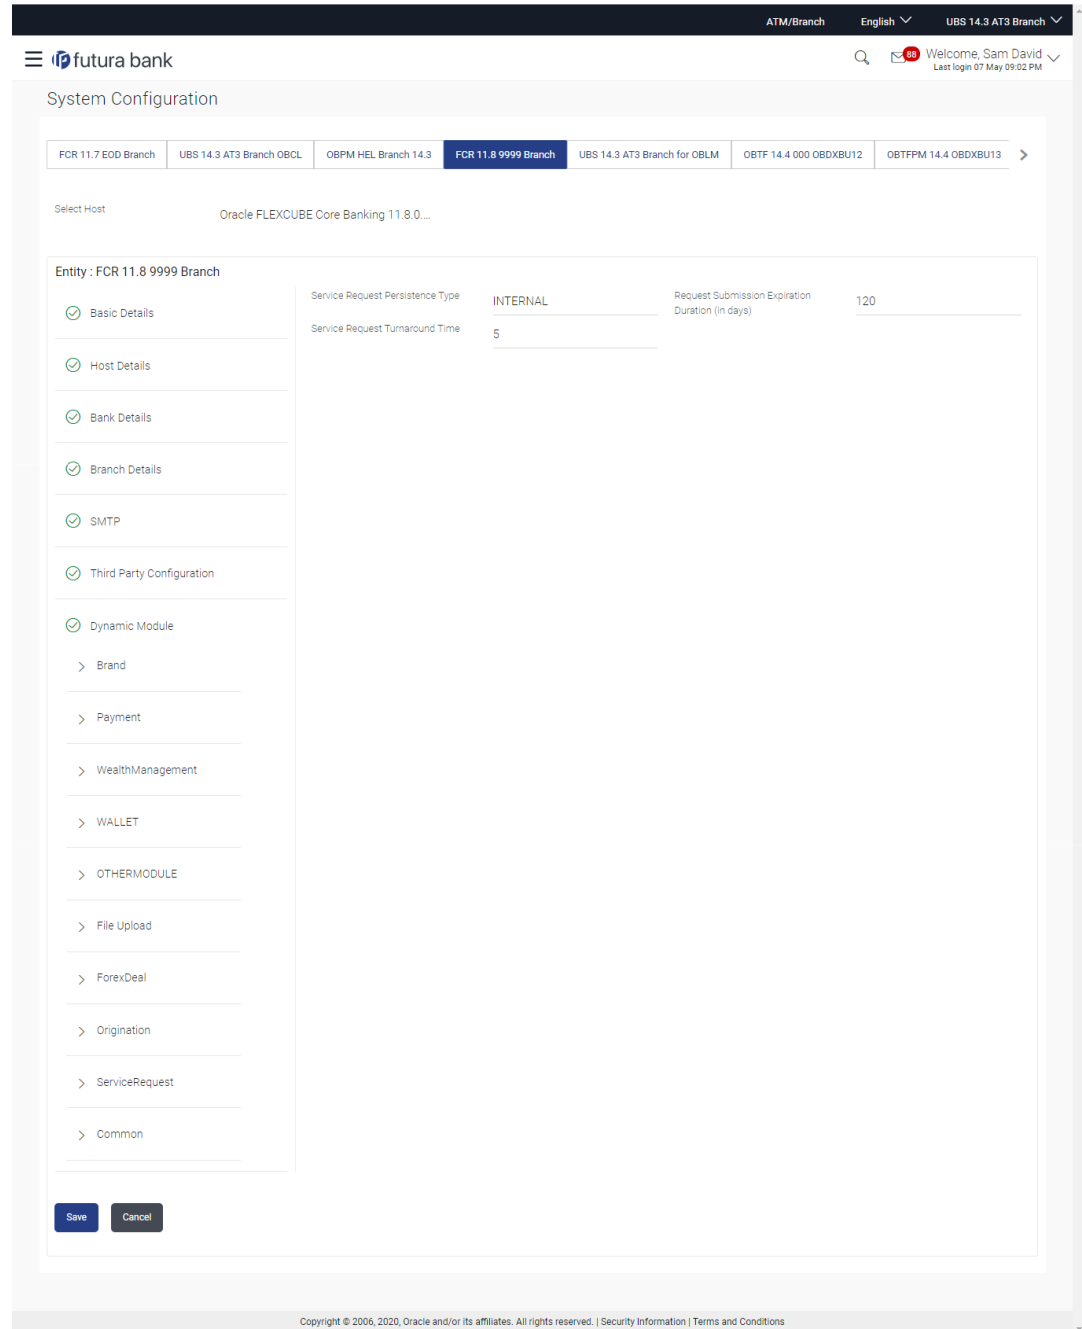 ATM/Branch English UBS 14.3 AT3 Branch
futura bank 88 Welcome, Sam David
Last login 07 May 09:02 PM
System Configuration
FCR 11.7 EOD Branch UBS 14.3 AT3 Branch OBCL OBPM HEL Branch 14.3 FCR 11.8 9999 Branch UBS 14.3 AT3 Branch for OBLM OBTF 14.4 000 OBDXBU12 OBTFPM 14.4 OBDXBU13
Select Host Oracle FLEXCUBE Core Banking 11.8.0....
Entity : FCR 11.8 9999 Branch
Service Request Persistence Type INTERNAL Request Submission Expiration Duration (In days) 120
Service Request Turnaround Time 5
Basic Details
Host Details
Bank Details
Branch Details
SMTP
Third Party Configuration
Dynamic Module
Brand
Payment
WealthManagement
WALLET
OTHERMODULE
File Upload
ForexDeal
Origination
ServiceRequest
Common
Save Cancel
Copyright © 2006, 2020, Oracle and/or its affiliates. All rights reserved. | Security Information | Terms and Conditions